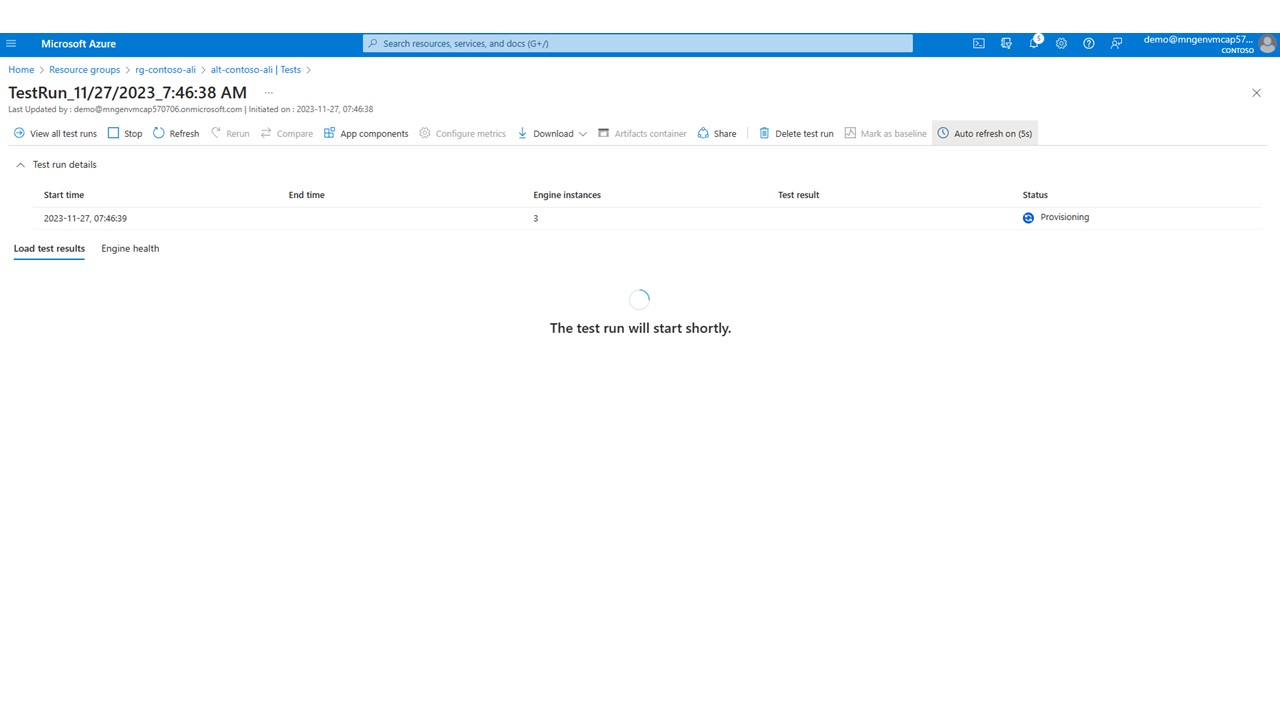 Microsoft Azure
Search resources, services, and docs (G+/)
5
demo@mngenvmcap57...
CONTOSO
Home > Resource groups > rg-contoso-ali > alt-contoso-ali | Tests >
TestRun_11/27/2023_7:46:38 AM ...
Last Updated by : demo@mngenvmcap570706.onmicrosoft.com | Initiated on : 2023-11-27, 07:46:38
View all test runs Stop Refresh Rerun Compare App components Configure metrics Download Artifacts container Share Delete test run Mark as baseline Auto refresh on (5s)
Test run details
Start time End time Engine instances Test result Status
2023-11-27, 07:46:39 3 Provisioning
Load test results Engine health
The test run will start shortly.